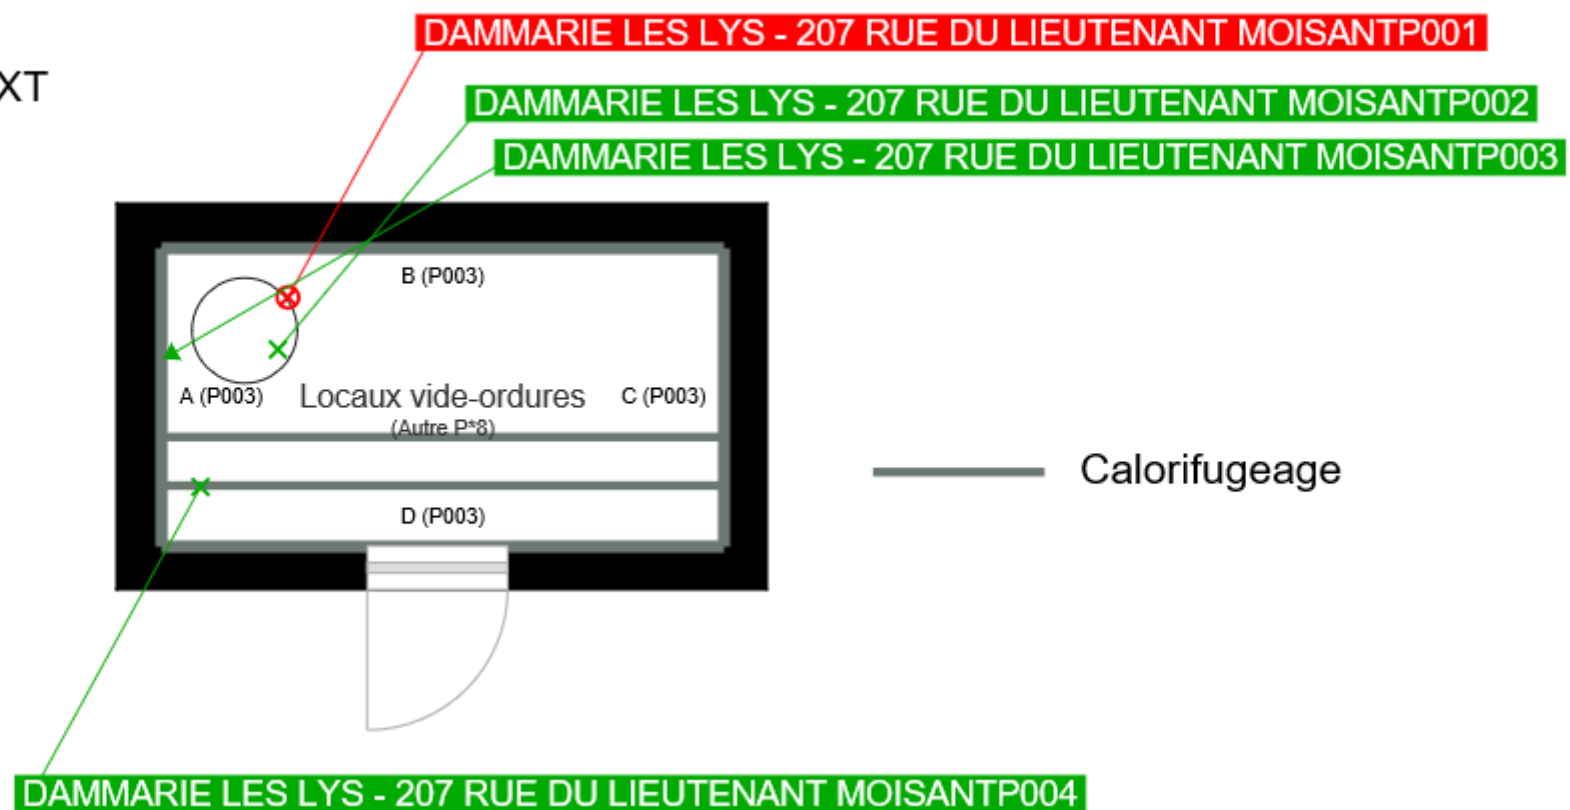 DAMMARIE LES LYS - 207 RUE DU LIEUTENANT MOISANTP001
XT
DAMMARIE LES LYS - 207 RUE DU LIEUTENANT MOISANTP002
DAMMARIE LES LYS - 207 RUE DU LIEUTENANT MOISANTP003
B (P003)
A (P003)
Locaux vide-ordures
C (P003)
(Autre P*8)
Calorifugeage
D (P003)
DAMMARIE LES LYS - 207 RUE DU LIEUTENANT MOISANTP004